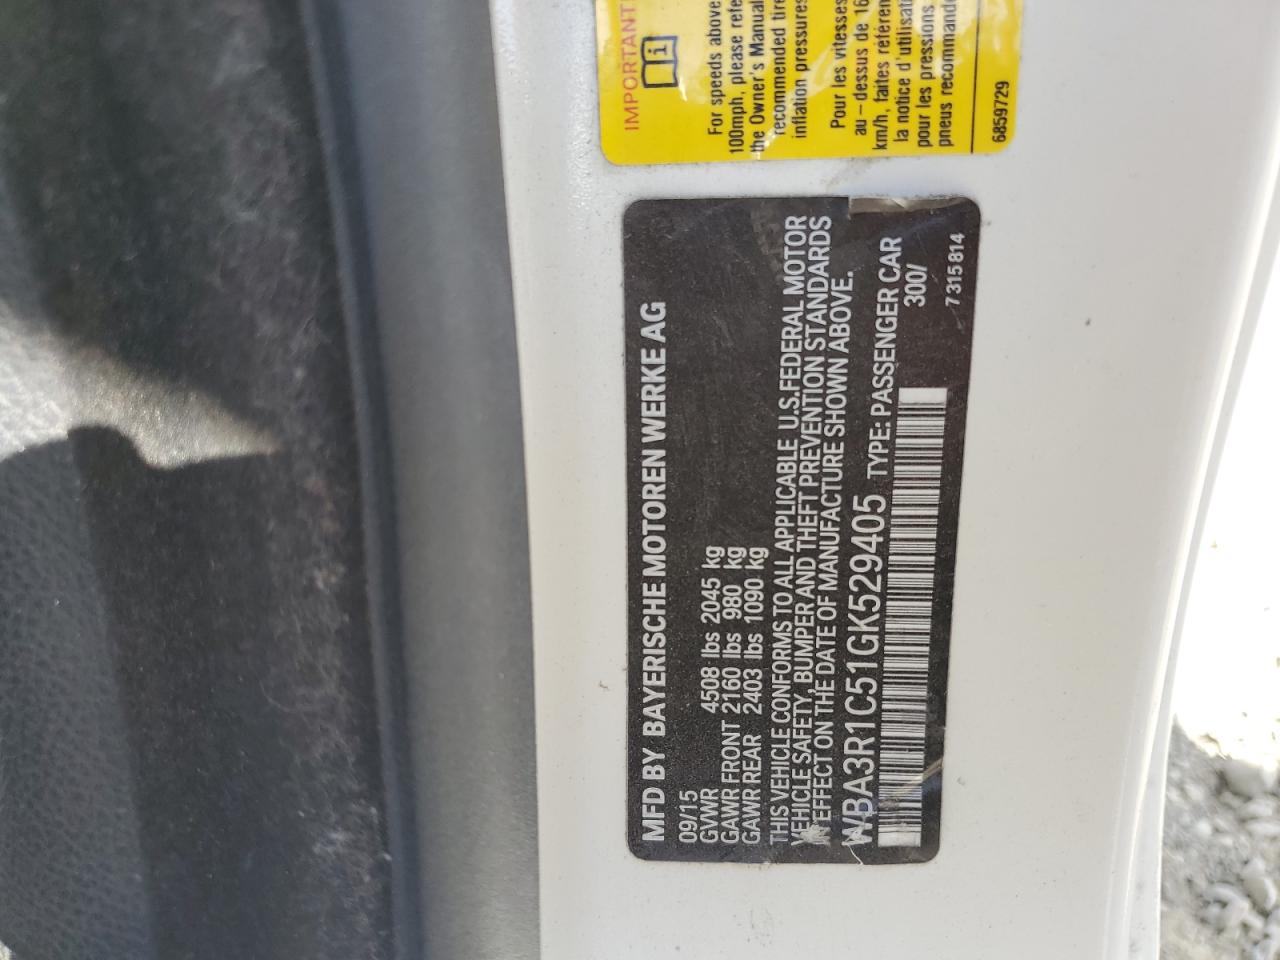 MFD BY BAYERISCHE MOTOREN WERKE AG
09/15
GVWR 4508 lbs 2045 kg
GAWR FRONT 2160 lbs 980 kg
GAWR REAR 2403 lbs 1090 kg
THIS VEHICLE CONFORMS TO ALL APPLICABLE U.S.FEDERAL MOTOR
VEHICLE SAFETY, BUMPER AND THEFT PREVENTION STANDARDS
IN EFFECT ON THE DATE OF MANUFACTURE SHOWN ABOVE.
WBA3R1C51GK529405 TYPE: PASSENGER CAR
300/
7 315 814
IMPORTANT
For speeds above
100mph, please refe
the Owner's Manual
recommended tire
inflation pressures
Pour les vitesses
au-dessus de 16
km/h, faites référen
la notice d'utilisati
pour les pressions
pneus recommandé
6859729